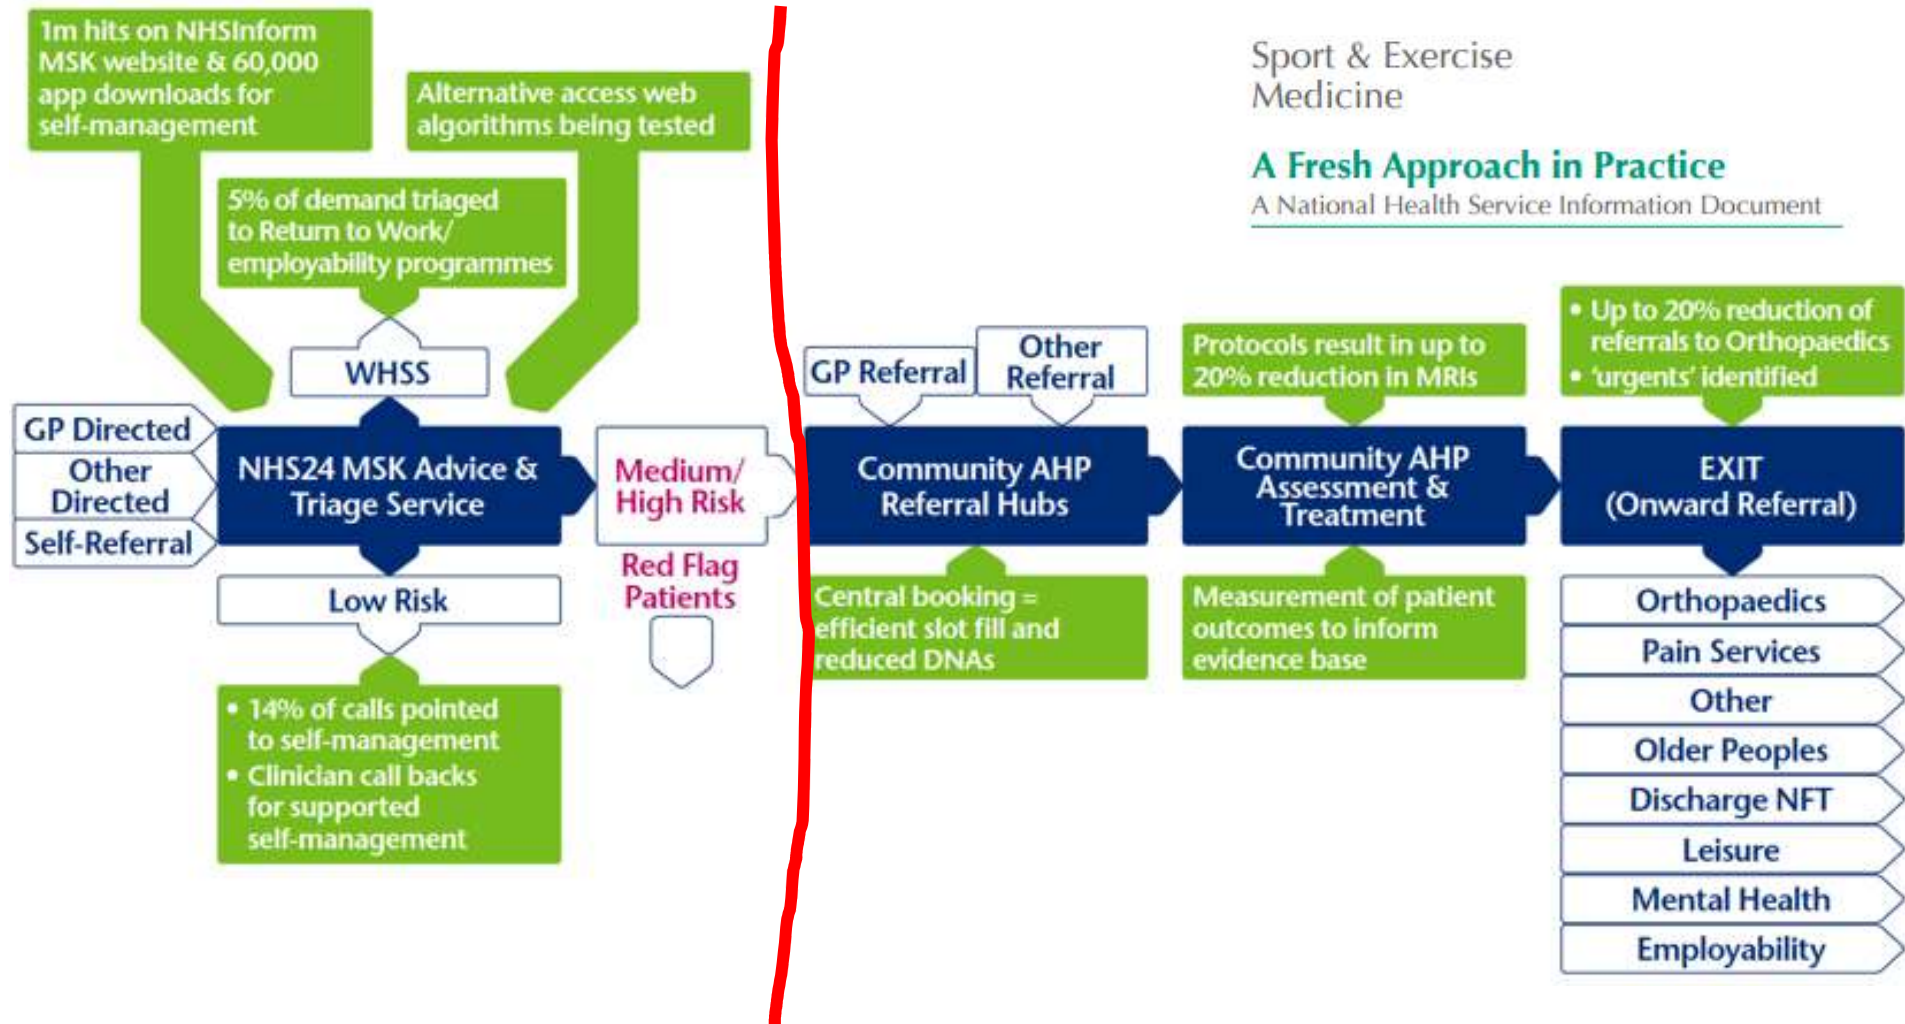 1m hits on NHSInform
MSK website & 60,000
app downloads for
self-management
Alternative access web
algorithms being tested
5% of demand triaged
to Return to Work/
employability programmes
WHSS
GP Directed
Other
Directed
Self-Referral
NHS24 MSK Advice &
Triage Service
Low Risk
• 14% of calls pointed
to self-management
• Clinician call backs
for supported
self-management
Medium/
High Risk
Red Flag
Patients
Sport & Exercise
Medicine
A Fresh Approach in Practice
A National Health Service Information Document
GP Referral
Other
Referral
Community AHP
Referral Hubs
Central booking =
efficient slot fill and
reduced DNAs
Protocols result in up to
20% reduction in MRIs
Community AHP
Assessment &
Treatment
Measurement of patient
outcomes to inform
evidence base
• Up to 20% reduction of
referrals to Orthopaedics
• ‘urgents’ identified
EXIT
(Onward Referral)
Orthopaedics
Pain Services
Other
Older Peoples
Discharge NFT
Leisure
Mental Health
Employability